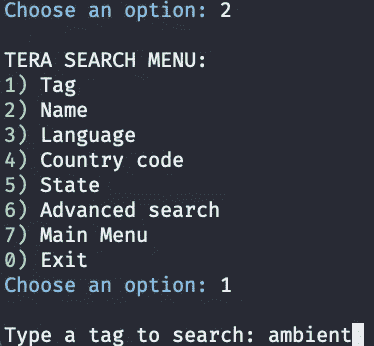 Choose an option: 2
TERA SEARCH MENU:
1) Tag
2) Name
3) Language
4) Country code
5) State
6) Advanced search
7) Main Menu
0) Exit
Choose an option: 1
Type a tag to search: ambient